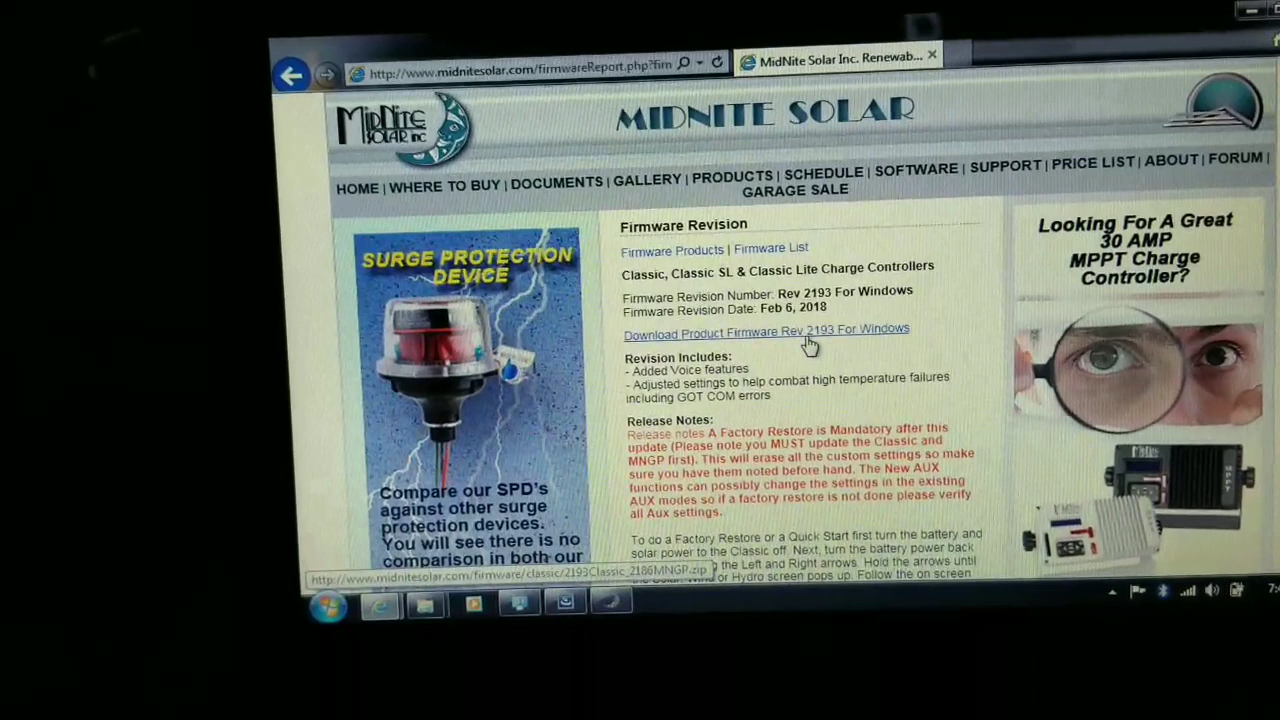 http://www.midnitesolar.com/firmwareReport.php?firm
MidNite Solar Inc. Renewab...
MIDNITE
SOLAR INC
MIDNITE SOLAR
HOME | WHERE TO BUY | DOCUMENTS | GALLERY | PRODUCTS | SCHEDULE | SOFTWARE | SUPPORT | PRICE LIST | ABOUT | FORUM |
GARAGE SALE
SURGE PROTECTION
DEVICE
Compare our SPD's
against other surge
protection devices.
You will see there is no
comparison in both our
Firmware Revision
Firmware Products | Firmware List
Classic, Classic SL & Classic Lite Charge Controllers
Firmware Revision Number: Rev 2193 For Windows
Firmware Revision Date: Feb 6, 2018
Download Product Firmware Rev 2193 For Windows
Revision Includes:
- Added Voice features
- Adjusted settings to help combat high temperature failures
including GOT COM errors
Release Notes:
Release notes A Factory Restore is Mandatory after this
update (Please note you MUST update the Classic and
MNGP first). This will erase all the custom settings so make
sure you have them noted before hand. The New AUX
functions can possibly change the settings in the existing
AUX modes so if a factory restore is not done please verify
all Aux settings.
To do a Factory Restore or a Quick Start first turn the battery and
solar power to the Classic off. Next, turn the battery power back
the Left and Right arrows. Hold the arrows until
or Hydro screen pops up. Follow the on screen
Looking For A Great
30 AMP
MPPT Charge
Controller?
http://www.midnitesolar.com/firmware/classic/2193Classic_2186MNGP.zip